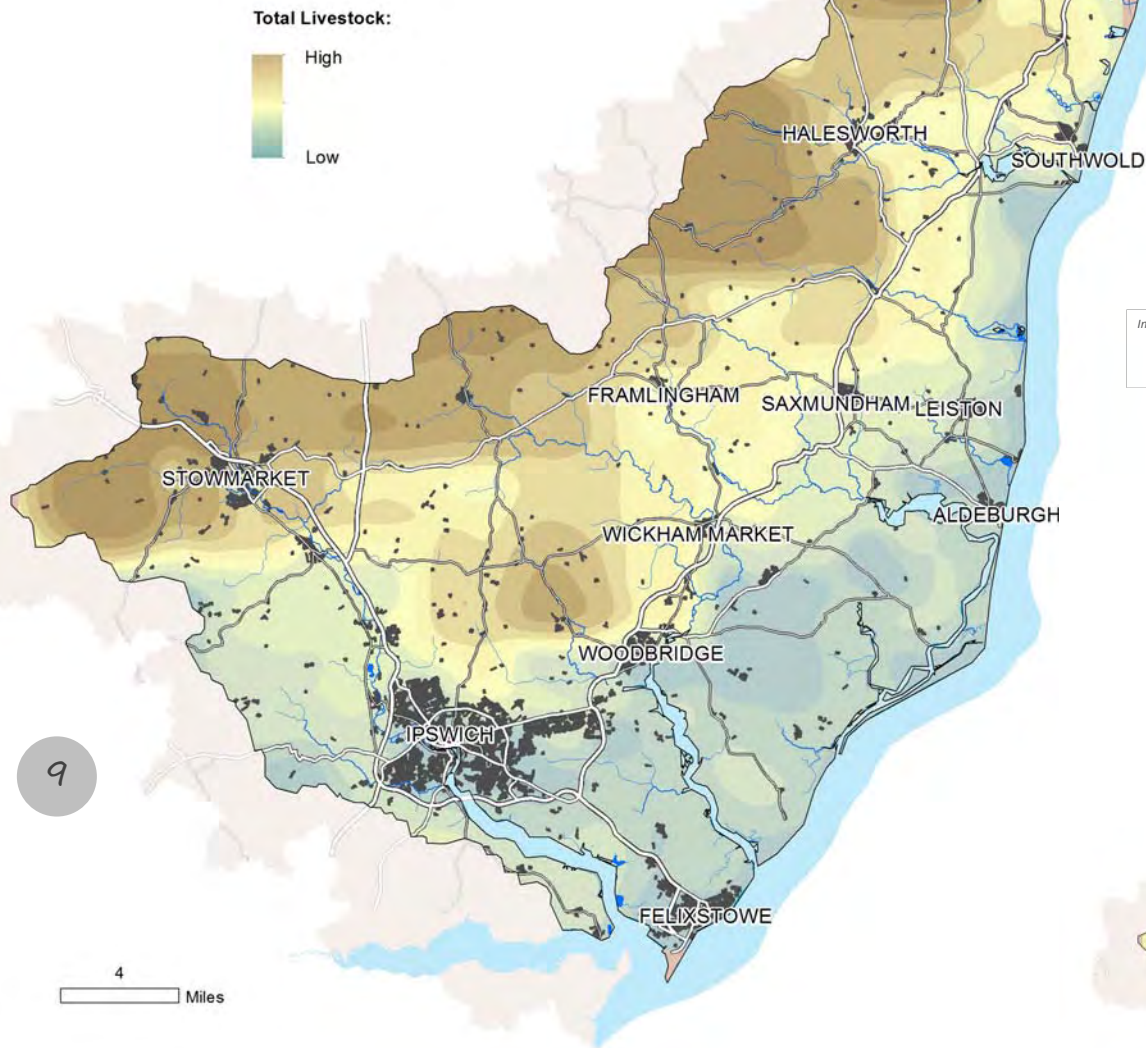 Total Livestock:
High
Low
HALESWORTH
SOUTHWOLD
In
FRAMLINGHAM
SAXMUNDHAM
LEISTON
STOWMARKET
ALDEBURGH
WICKHAM MARKET
WOODBRIDGE
IPSWICH
9
FELIXSTOWE
4
Miles